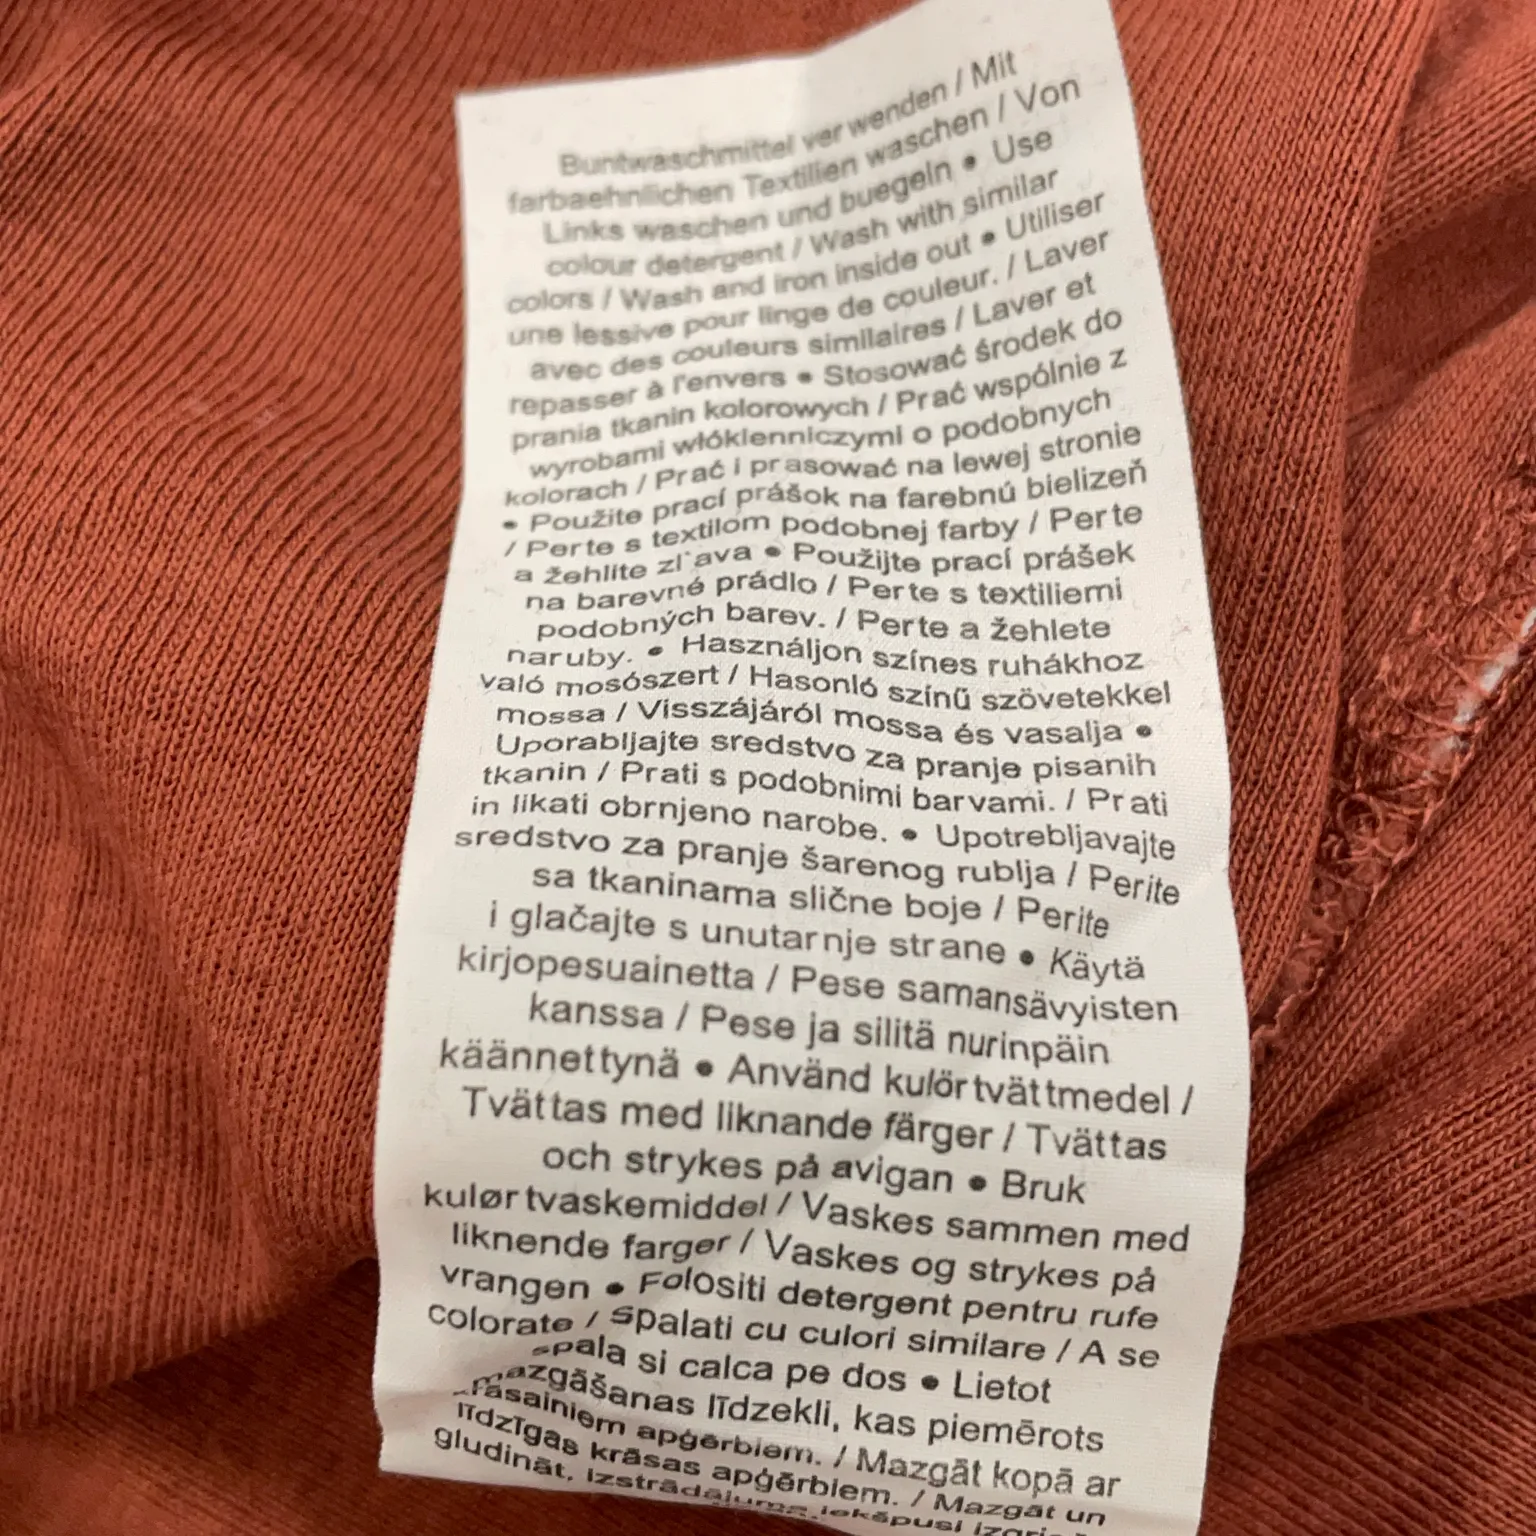 Buntwaschmittel verwenden / Mit
farbaehnlichen Textilien waschen / Von
Links waschen und buegeln • Use
colour detergent / Wash with similar
colors / Wash and iron inside out • Utiliser
une lessive pour linge de couleur. / Laver
avec des couleurs similaires / Laver et
repasser à l'envers • Stosować środek do
prania tkanin kolorowych / Prać wspólnie z
wyrobami włókienniczymi o podobnych
kolorach / Prać i prasować na lewej stronie
• Použite prací prášok na farebnú bielizeň
/ Perte s textilom podobnej farby / Perte
a žehlite zl'ava • Použijte prací prášek
na barevné prádlo / Perte s textiliemi
podobných barev. / Perte a žehlete
naruby. • Használjon színes ruhákhoz
való mosószert / Hasonló színű szövetekkel
mossa / Visszájáról mossa és vasalja •
Uporabljajte sredstvo za pranje pisanih
tkanin / Prati s podobnimi barvami. / Prati
in likati obrnjeno narobe. • Upotrebljavajte
sredstvo za pranje šarenog rublja / Perite
sa tkaninama slične boje / Perite
i glačajte s unutarnje strane • Käytä
kirjopesuainetta / Pese samansävyisten
kanssa / Pese ja silitä nurinpäin
käännettynä • Använd kulörtvättmedel /
Tvättas med liknande färger / Tvättas
och strykes på avigan • Bruk
kulørtvaskemiddel / Vaskes sammen med
liknende farger / Vaskes og strykes på
vrangen • Folositi detergent pentru rufe
colorate / Spalati cu culori similare / A se
spala si calca pe dos • Lietot
mazgāšanas līdzekli, kas piemērots
krāsainiem apģērbiem. / Mazgāt kopā ar
līdzīgas krāsas apģērbiem. / Mazgāt un
gludināt, izstrādājuma iekšpusi